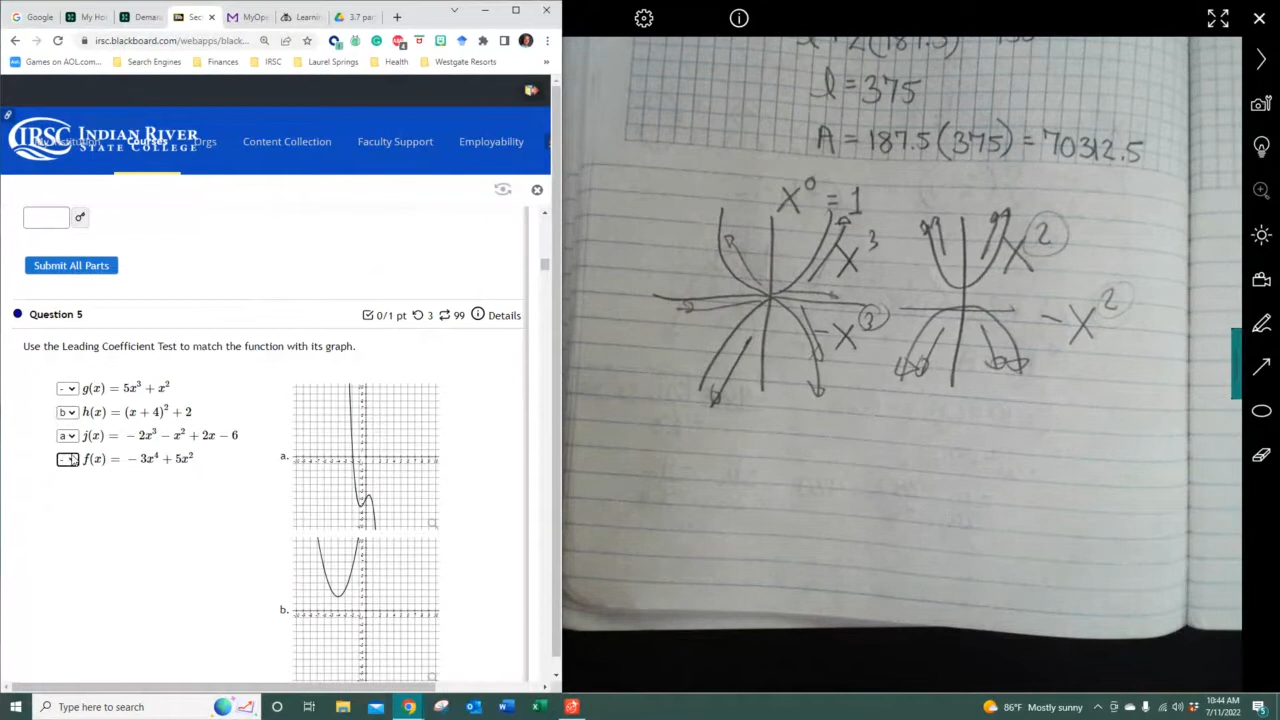 Google
My Ho
Demand
Sec
MyOp
Learnin
3.7 par
irsc.blackboard.com/webapps/black...
Games on AOL.com...
Search Engines
Finances
IRSC
Laurel Springs
Health
Westgate Resorts
IRSC INDIAN RIVER
STATE COLLEGE
Courses
Orgs
Content Collection
Faculty Support
Employability
Submit All Parts
Question 5
0/1 pt 3 99 Details
Use the Leading Coefficient Test to match the function with its graph.
- g(x) = 5x³ + x²
b h(x) = (x + 4)² + 2
a j(x) = − 2x³ − x² + 2x − 6
- f(x) = − 3x⁴ + 5x²
a.
b.
l = 375
A = 187.5(375) = 70312.5
x⁰ = 1
x³
x²
-x³
-x²
Type here to search
86°F Mostly sunny
10:44 AM
7/11/2022